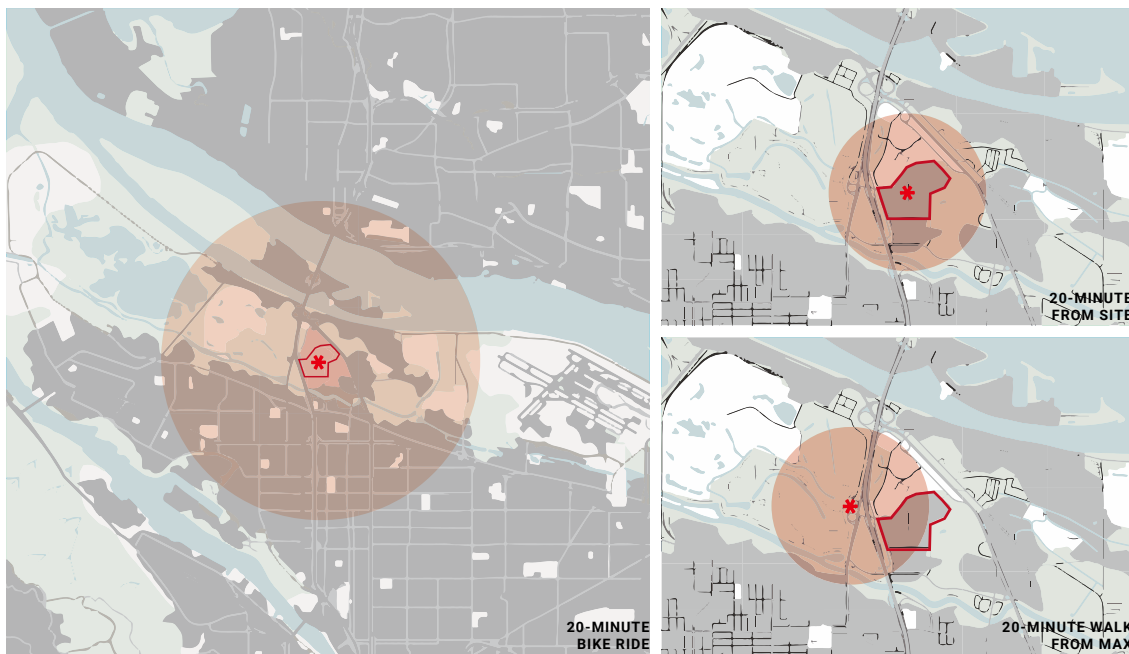 20-MINUTE
BIKE RIDE
20-MINUTE
FROM SITE
20-MINUTE WALK
FROM MAX